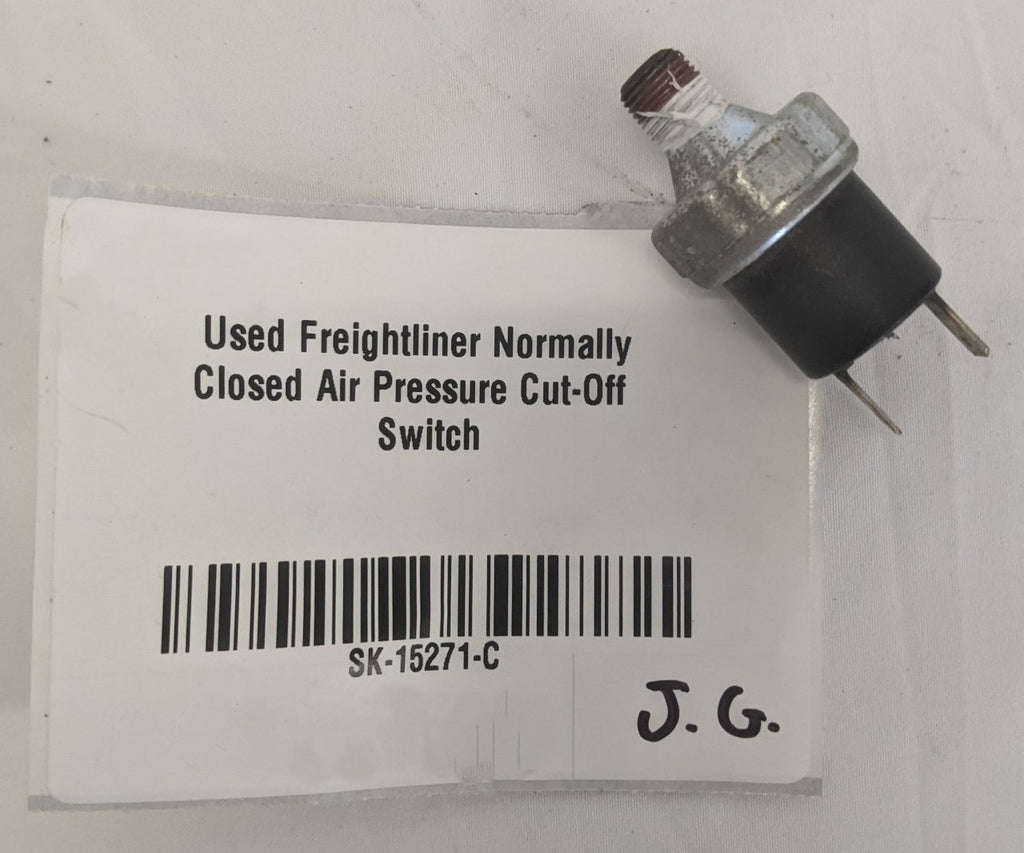 Used Freightliner Normally
Closed Air Pressure Cut-Off
Switch
SK-15271-C
J. G.